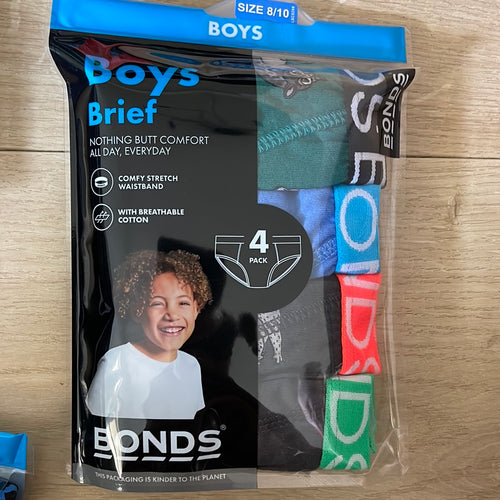 SIZE 8/10
BOYS
Boys
Brief
NOTHING BUTT COMFORT
ALL DAY, EVERYDAY
COMFY STRETCH
WAISTBAND
WITH BREATHABLE
COTTON
4
PACK
BONDS
BONDS®
THIS PACKAGING IS KINDER TO THE PLANET